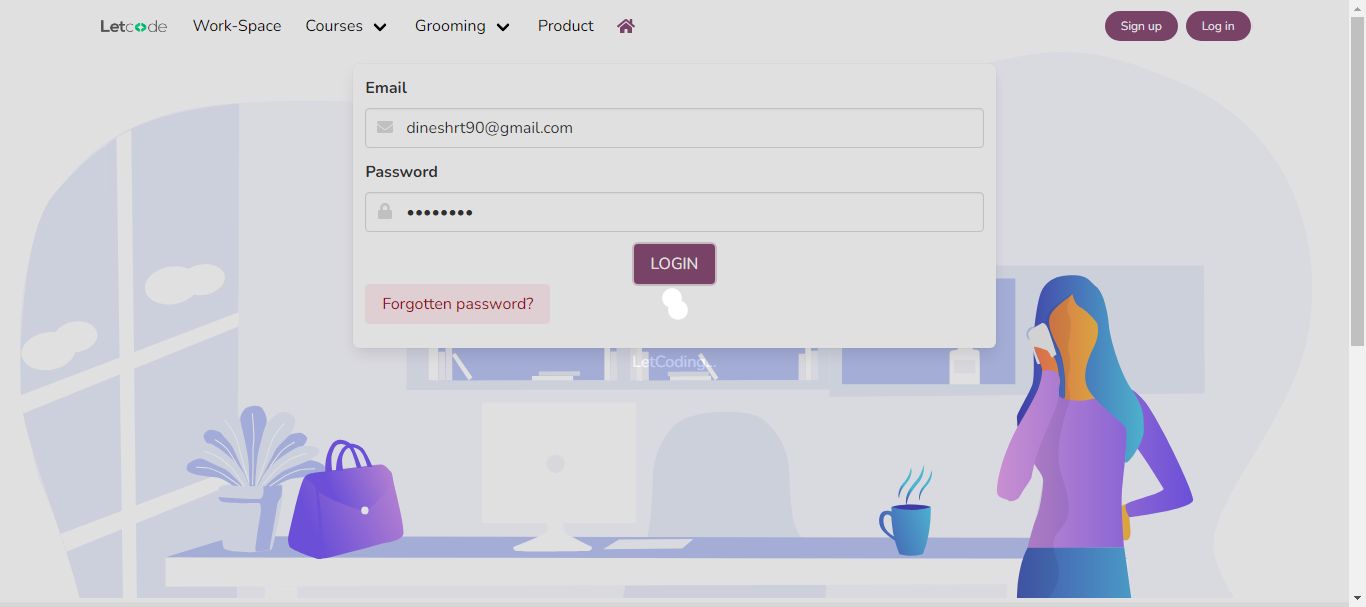 Letcode Work-Space Courses Grooming Product Sign up Log in
Email
dineshrt90@gmail.com
Password
••••••••
LOGIN
Forgotten password?
LetCoding...